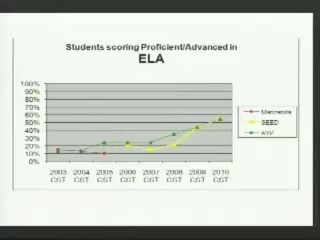 Students scoring Proficient/Advanced in
ELA
100%
90%
80%
70%
60%
50%
40%
30%
20%
10%
0%
2003 2004 2005 2006 2007 2008 2009 2010
CST CST CST CST CST CST CST CST
SEED
AYP